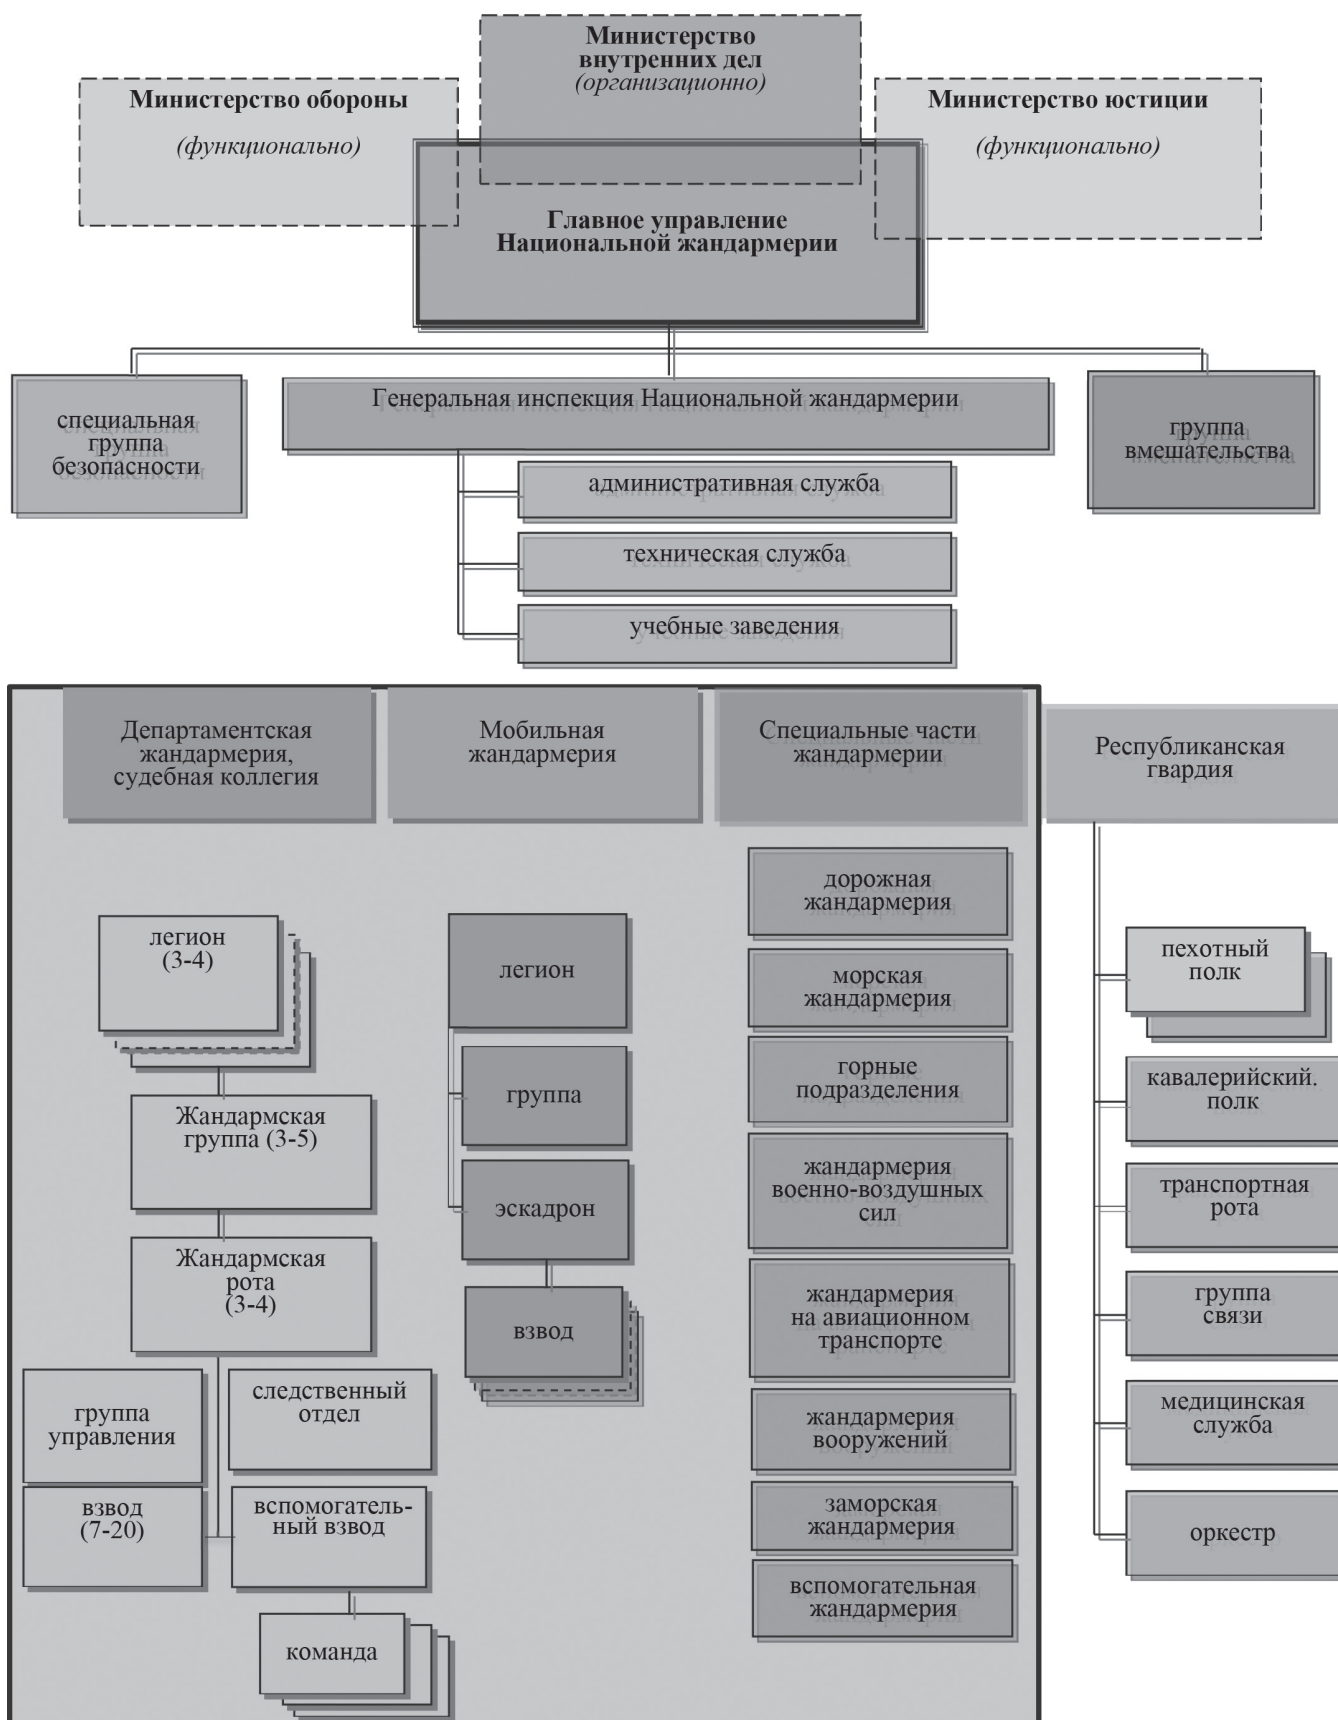 Министерство
внутренних дел
(организационно)
Министерство обороны
(функционально)
Министерство юстиции
(функционально)
Главное управление
Национальной жандармерии
специальная
группа
безопасности
Генеральная инспекция Национальной жандармерии
группа
вмешательства
административная служба
техническая служба
учебные заведения
Департаментская
жандармерия,
судебная коллегия
Мобильная
жандармерия
Специальные части
жандармерии
Республиканская
гвардия
легион
(3-4)
Жандармская
группа (3-5)
Жандармская
рота
(3-4)
группа
управления
следственный
отдел
взвод
(7-20)
вспомогатель-
ный взвод
команда
легион
группа
эскадрон
взвод
дорожная
жандармерия
морская
жандармерия
горные
подразделения
жандармерия
военно-воздушных
сил
жандармерия
на авиационном
транспорте
жандармерия
вооружений
заморская
жандармерия
вспомогательная
жандармерия
пехотный
полк
кавалерийский.
полк
транспортная
рота
группа
связи
медицинская
служба
оркестр